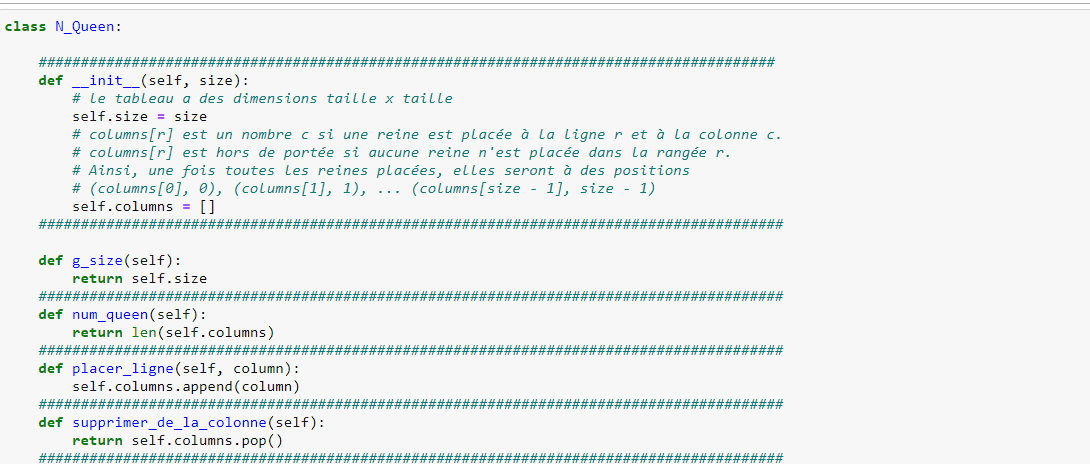 class N_Queen:
#######################################################################################
def __init__(self, size):
# le tableau a des dimensions taille x taille
self.size = size
# columns[r] est un nombre c si une reine est placée à la ligne r et à la colonne c.
# columns[r] est hors de portée si aucune reine n'est placée dans la rangée r.
# Ainsi, une fois toutes les reines placées, elles seront à des positions
# (columns[0], 0), (columns[1], 1), ... (columns[size - 1], size - 1)
self.columns = []
########################################################################################
def g_size(self):
return self.size
########################################################################################
def num_queen(self):
return len(self.columns)
########################################################################################
def placer_ligne(self, column):
self.columns.append(column)
########################################################################################
def supprimer_de_la_colonne(self):
return self.columns.pop()
########################################################################################